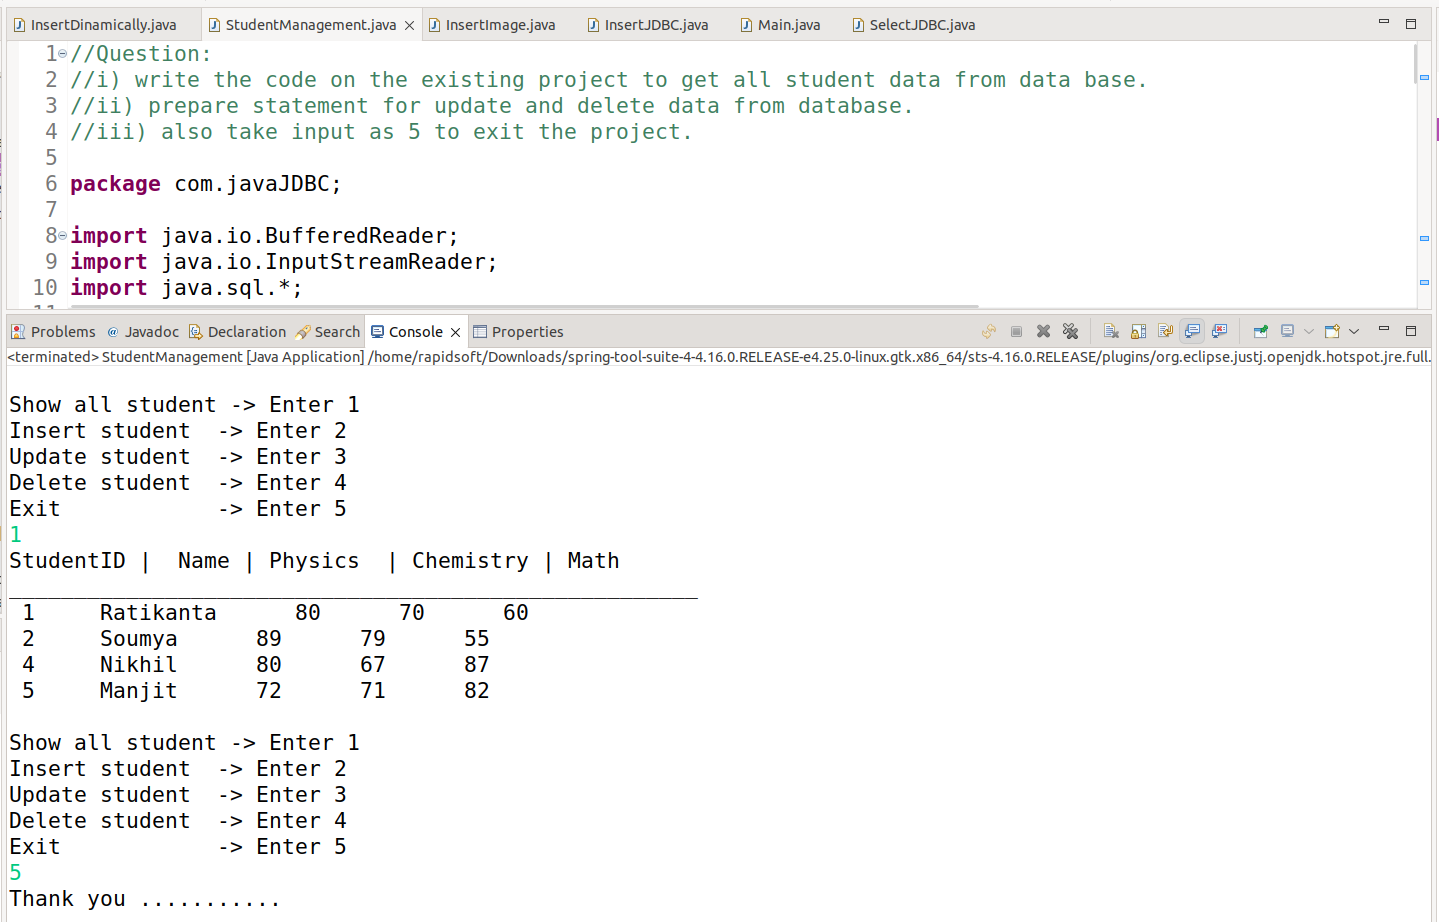 InsertDinamically.java StudentManagement.java InsertImage.java InsertJDBC.java Main.java SelectJDBC.java
1 //Question:
2 //i) write the code on the existing project to get all student data from data base.
3 //ii) prepare statement for update and delete data from database.
4 //iii) also take input as 5 to exit the project.
5
6 package com.javaJDBC;
7
8 import java.io.BufferedReader;
9 import java.io.InputStreamReader;
10 import java.sql.*;
Problems Javadoc Declaration Search Console Properties
<terminated> StudentManagement [Java Application] /home/rapidsoft/Downloads/spring-tool-suite-4-4.16.0.RELEASE-e4.25.0-linux.gtk.x86_64/sts-4.16.0.RELEASE/plugins/org.eclipse.justj.openjdk.hotspot.jre.full.
Show all student -> Enter 1
Insert student  -> Enter 2
Update student  -> Enter 3
Delete student  -> Enter 4
Exit            -> Enter 5
1
StudentID |  Name | Physics  | Chemistry | Math
_____________________________________________________
1     Ratikanta      80      70      60
2     Soumya      89      79      55
4     Nikhil      80      67      87
5     Manjit      72      71      82
Show all student -> Enter 1
Insert student  -> Enter 2
Update student  -> Enter 3
Delete student  -> Enter 4
Exit            -> Enter 5
5
Thank you ...........